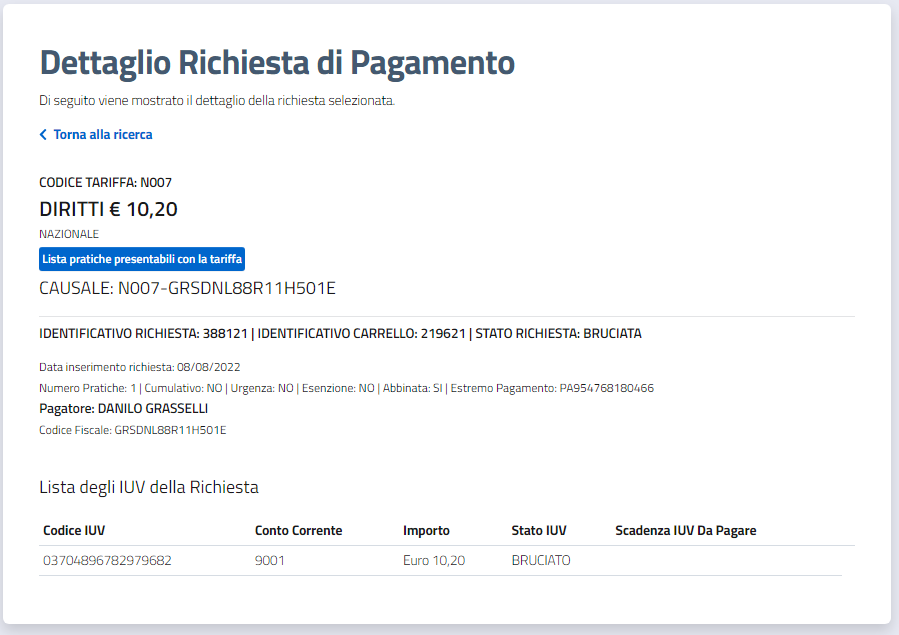 Dettaglio Richiesta di Pagamento
Di seguito viene mostrato il dettaglio della richiesta selezionata.
Torna alla ricerca
CODICE TARIFFA: N007
DIRITTI € 10,20
NAZIONALE
Lista pratiche presentabili con la tariffa
CAUSALE: N007-GRSDNL88R11H501E
IDENTIFICATIVO RICHIESTA: 388121 | IDENTIFICATIVO CARRELLO: 219621 | STATO RICHIESTA: BRUCIATA
Data inserimento richiesta: 08/08/2022
Numero Pratiche: 1 | Cumulativo: NO | Urgenza: NO | Esenzione: NO | Abbinata: SI | Estremo Pagamento: PA954768180466
Pagatore: DANILO GRASSELLI
Codice Fiscale: GRSDNL88R11H501E
Lista degli IUV della Richiesta
Codice IUV Conto Corrente Importo Stato IUV Scadenza IUV Da Pagare
03704896782979682 9001 Euro 10,20 BRUCIATO